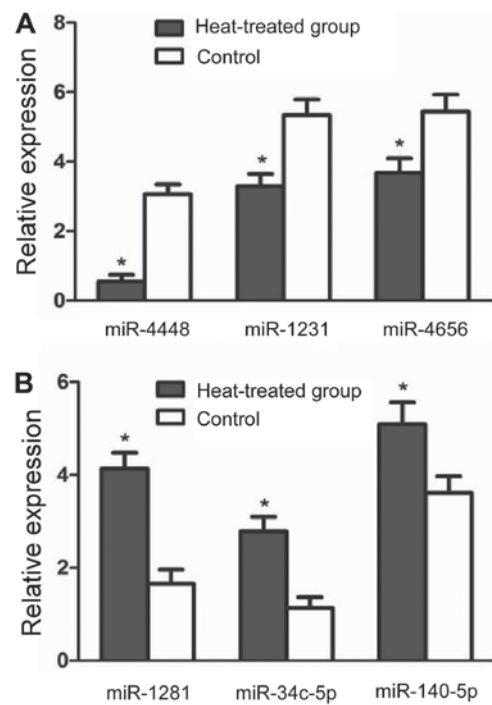 A
8
Heat-treated group
Control
6
4
2
0
Relative expression
*
*
*
miR-4448 miR-1231 miR-4656
B
6
Heat-treated group
Control
4
2
0
Relative expression
*
*
*
miR-1281 miR-34c-5p miR-140-5p